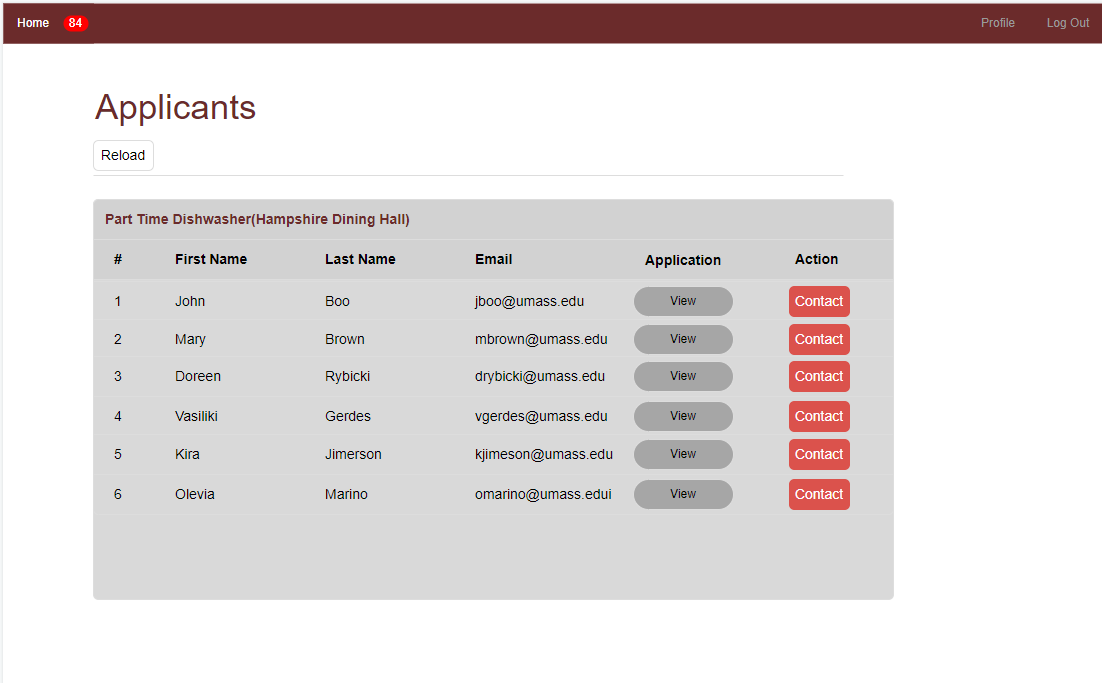 Home 84 Profile Log Out
Applicants
Reload
Part Time Dishwasher(Hampshire Dining Hall)
# First Name Last Name Email Application Action
1 John Boo jboo@umass.edu View Contact
2 Mary Brown mbrown@umass.edu View Contact
3 Doreen Rybicki drybicki@umass.edu View Contact
4 Vasiliki Gerdes vgerdes@umass.edu View Contact
5 Kira Jimerson kjimeson@umass.edu View Contact
6 Olevia Marino omarino@umass.edui View Contact